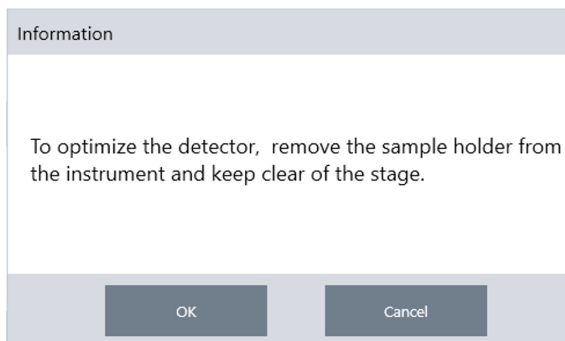 Information
To optimize the detector,  remove the sample holder from
the instrument and keep clear of the stage.
OK
Cancel